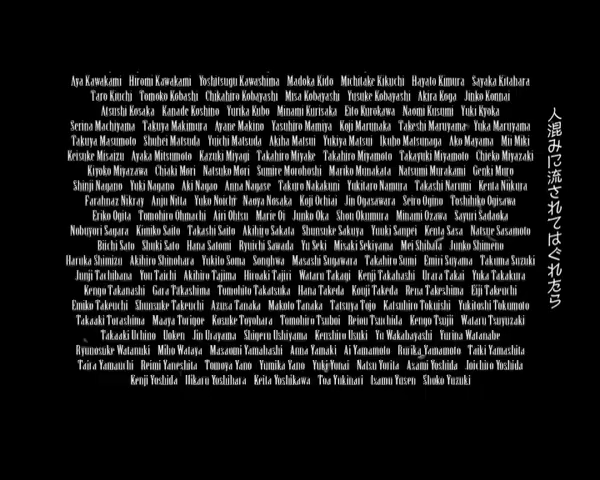 Aya Kawakami Hiromi Kawakami Yoshitsugu Kawashima Madoka Kido Michitake Kikuchi Hayato Kimura Sayaka Kitahara
Taro Kiuchi Tomoko Kobashi Chikahiro Kobayashi Misa Kobayashi Yusuke Kobayashi Akira Koga Jinko Konnai
Atsushi Kosaka Kanade Koshino Yurika Kubo Minami Kurisaka Eito Kurokawa Naomi Kusumi Yuki Kyoka
Serina Machiyama Takuya Makimura Ayane Makino Yasuhiro Mamiya Koji Marunaka Takeshi Maruyama Yuka Maruyama
Takuya Masumoto Shuhei Matsuda Yuichi Matsuda Akiha Matsui Yukiya Matsui Ikubo Matsunaga Ako Mayama Mii Miki
Keisuke Misaizu Ayaka Mitsumoto Kazuki Miyagi Takahiro Miyake Takahiro Miyamoto Takayuki Miyamoto Chieko Miyazaki
Kiyoko Miyazawa Chiaki Mori Natsuko Mori Sumire Morohoshi Mariko Munakata Natsumi Murakami Genki Muro
Shinji Nagano Yuki Nagano Aki Nagao Anna Nagase Takuro Nakakuni Yukitaro Namura Takashi Narumi Kenta Niikura
Farahnaz Nikray Anju Nitta Yuko Noichi Naoya Nosaka Koji Ochiai Jin Ogasawara Seiro Ogino Toshihiko Ogisawa
Eriko Ogita Tomohiro Ohmachi Airi Ohtsu Marie Oi Junko Oka Shou Okumura Minami Ozawa Sayuri Sadaoka
Nobuyori Sagara Kimiko Saito Takashi Saito Akihiro Sakata Shunsuke Sakuya Yuuki Sanpei Kenta Sasa Natsue Sasamoto
Biichi Sato Shuki Sato Hana Satomi Ryuichi Sawada Yu Seki Misaki Sekiyama Mei Shibata Junko Shimeno
Haruka Shimizu Akihiro Shinohara Yukito Soma Songhwa Masashi Sugawara Takahiro Sumi Emiri Suyama Takuma Suzuki
Junji Tachibana You Taichi Akihiro Tajima Hiroaki Tajiri Wataru Takagi Kenji Takahashi Urara Takai Yuka Takakura
Kengo Takanashi Gara Takashima Tomohito Takatsuka Hana Takeda Kouji Takeda Rena Takeshima Eiji Takeuchi
Emiko Takeuchi Shunsuke Takeuchi Azusa Tanaka Makoto Tanaka Tatsuya Tojo Katsuhiro Tokuishi Yukitoshi Tokumoto
Takaaki Torashima Maaya Toringe Kosuke Toyohara Tomohiro Tsuboi Reiou Tsuchida Kengo Tsujii Wataru Tsuyuzaki
Takaaki Uchino Uoken Jin Urayama Shigeru Ushiyama Kenshiro Usuki Yu Wakabayashi Yurina Watanabe
Ryunosuke Watanuki Miho Wataya Masaomi Yamahashi Anna Yamaki Ai Yamamoto Rurika Yamamoto Taiki Yamashita
Taira Yamauchi Reimi Yaneshita Tomoya Yano Yumika Yano Yuki Yonai Natsu Yorita Asami Yoshida Joichiro Yoshida
Kenji Yoshida Hikaru Yoshihara Keita Yoshikawa Toa Yukinari Isamu Yusen Shoko Yuzuki
人混みに流されてはぐれたら